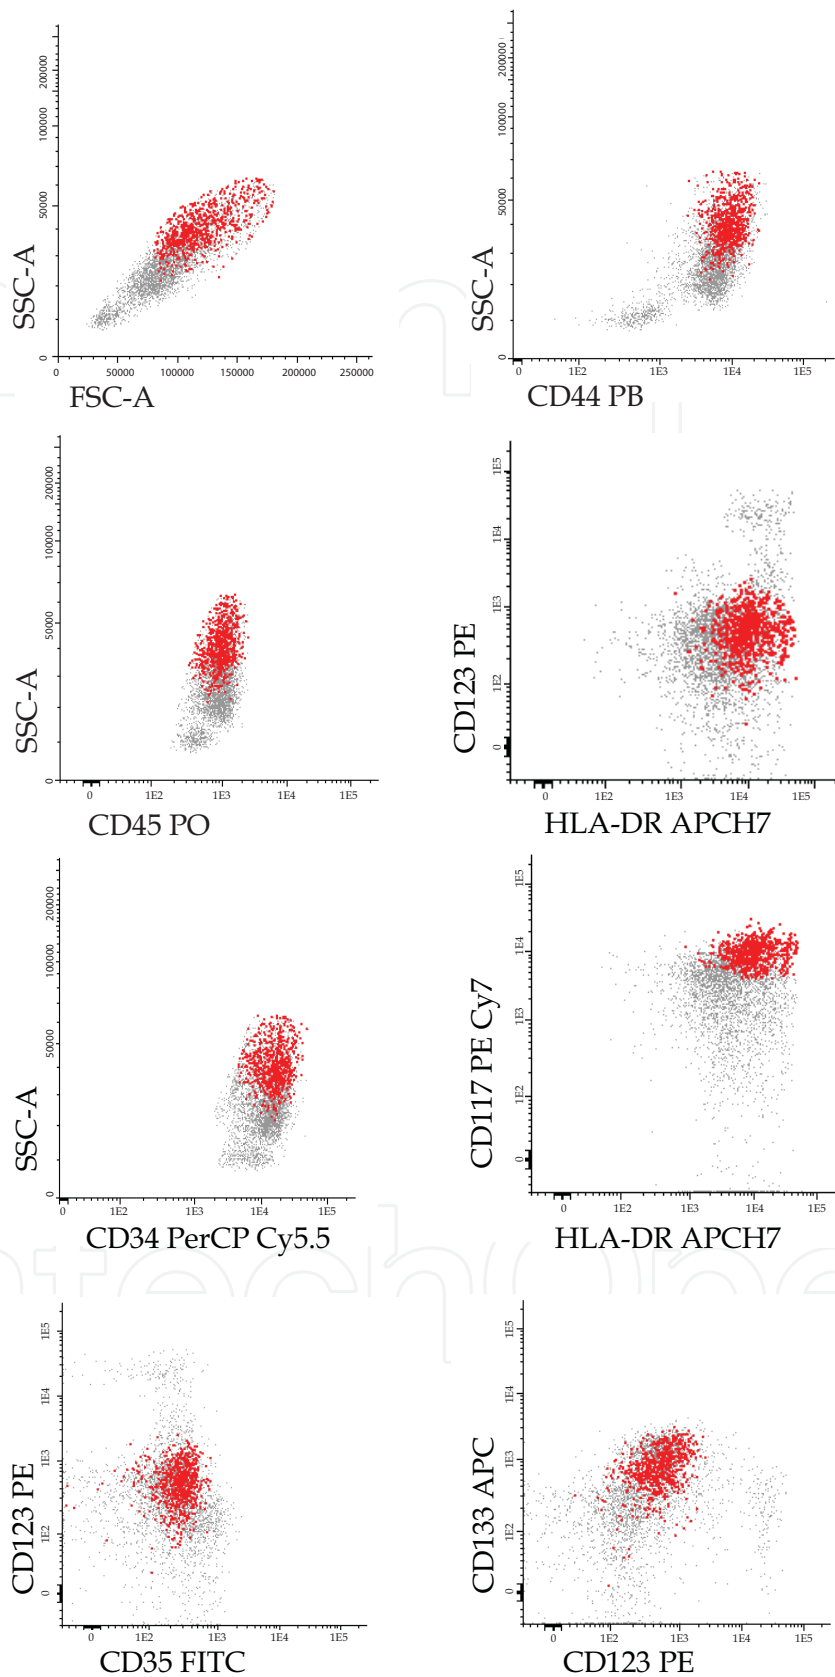 200000
100000
50000
0
SSC-A
0 50000 100000 150000 200000 250000
FSC-A
200000
100000
50000
0
SSC-A
0 1E2 1E3 1E4 1E5
CD44 PB
200000
100000
50000
0
SSC-A
0 1E2 1E3 1E4 1E5
CD45 PO
1E5
1E4
1E3
1E2
0
CD123 PE
0 1E2 1E3 1E4 1E5
HLA-DR APCH7
200000
100000
50000
0
SSC-A
0 1E2 1E3 1E4 1E5
CD34 PerCP Cy5.5
1E5
1E4
1E3
1E2
0
CD117 PE Cy7
0 1E2 1E3 1E4 1E5
HLA-DR APCH7
1E5
1E4
1E3
1E2
0
CD123 PE
0 1E2 1E3 1E4 1E5
CD35 FITC
1E5
1E4
1E3
1E2
0
CD133 APC
0 1E2 1E3 1E4 1E5
CD123 PE